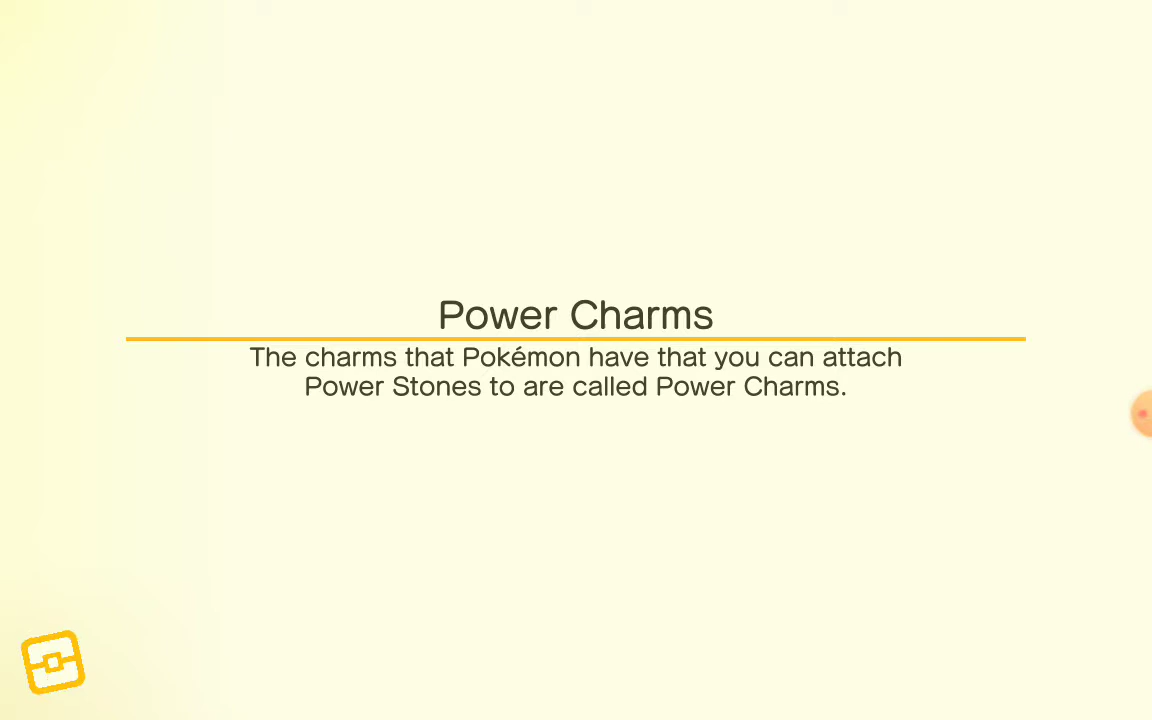 Power Charms
The charms that Pokémon have that you can attach
Power Stones to are called Power Charms.